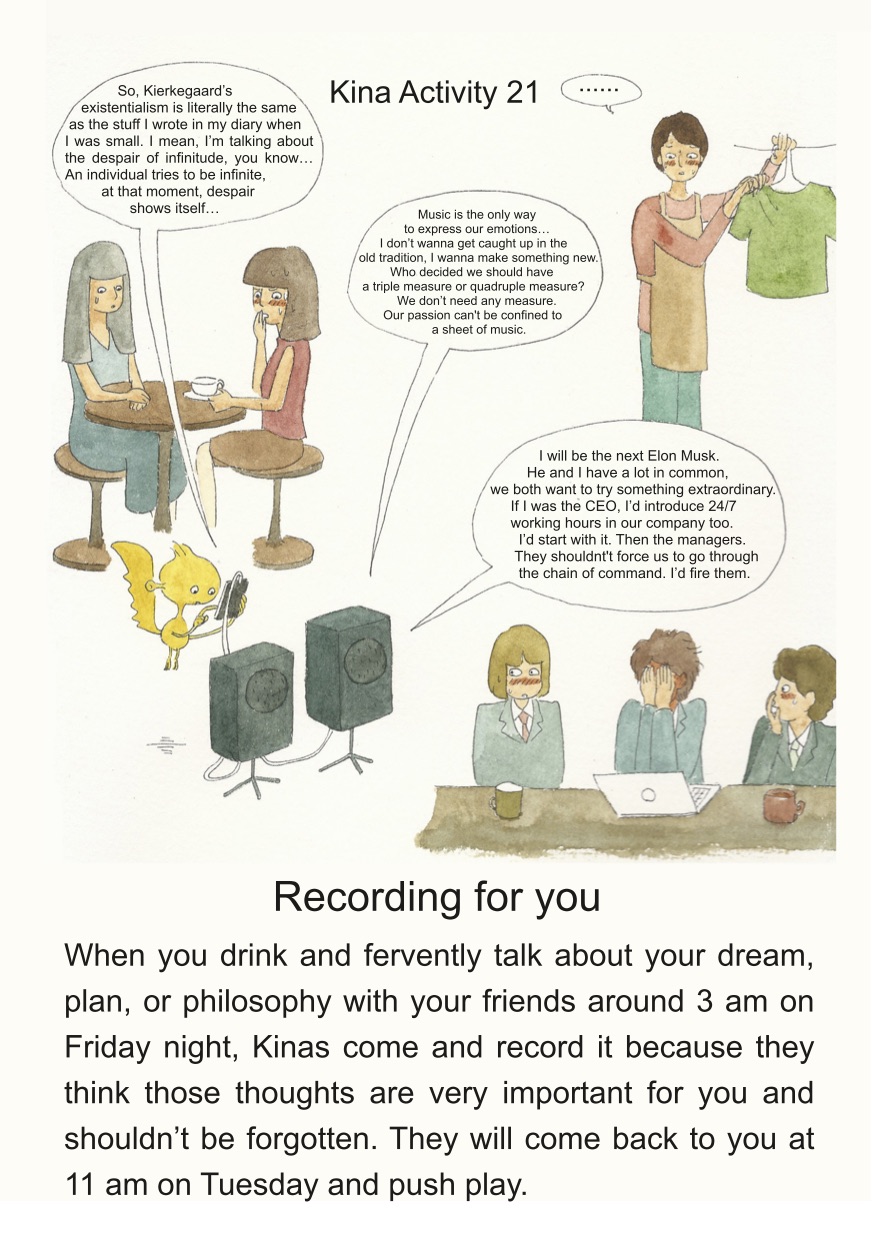 Kina Activity 21
......
So, Kierkegaard’s
existentialism is literally the same
as the stuff I wrote in my diary when
I was small. I mean, I’m talking about
the despair of infinitude, you know…
An individual tries to be infinite,
at that moment, despair
shows itself…
Music is the only way
to express our emotions…
I don’t wanna get caught up in the
old tradition, I wanna make something new.
Who decided we should have
a triple measure or quadruple measure?
We don’t need any measure.
Our passion can't be confined to
a sheet of music.
I will be the next Elon Musk.
He and I have a lot in common,
we both want to try something extraordinary.
If I was the CEO, I’d introduce 24/7
working hours in our company too.
I’d start with it. Then the managers.
They shouldnt't force us to go through
the chain of command. I’d fire them.
Recording for you
When you drink and fervently talk about your dream,
plan, or philosophy with your friends around 3 am on
Friday night, Kinas come and record it because they
think those thoughts are very important for you and
shouldn’t be forgotten. They will come back to you at
11 am on Tuesday and push play.